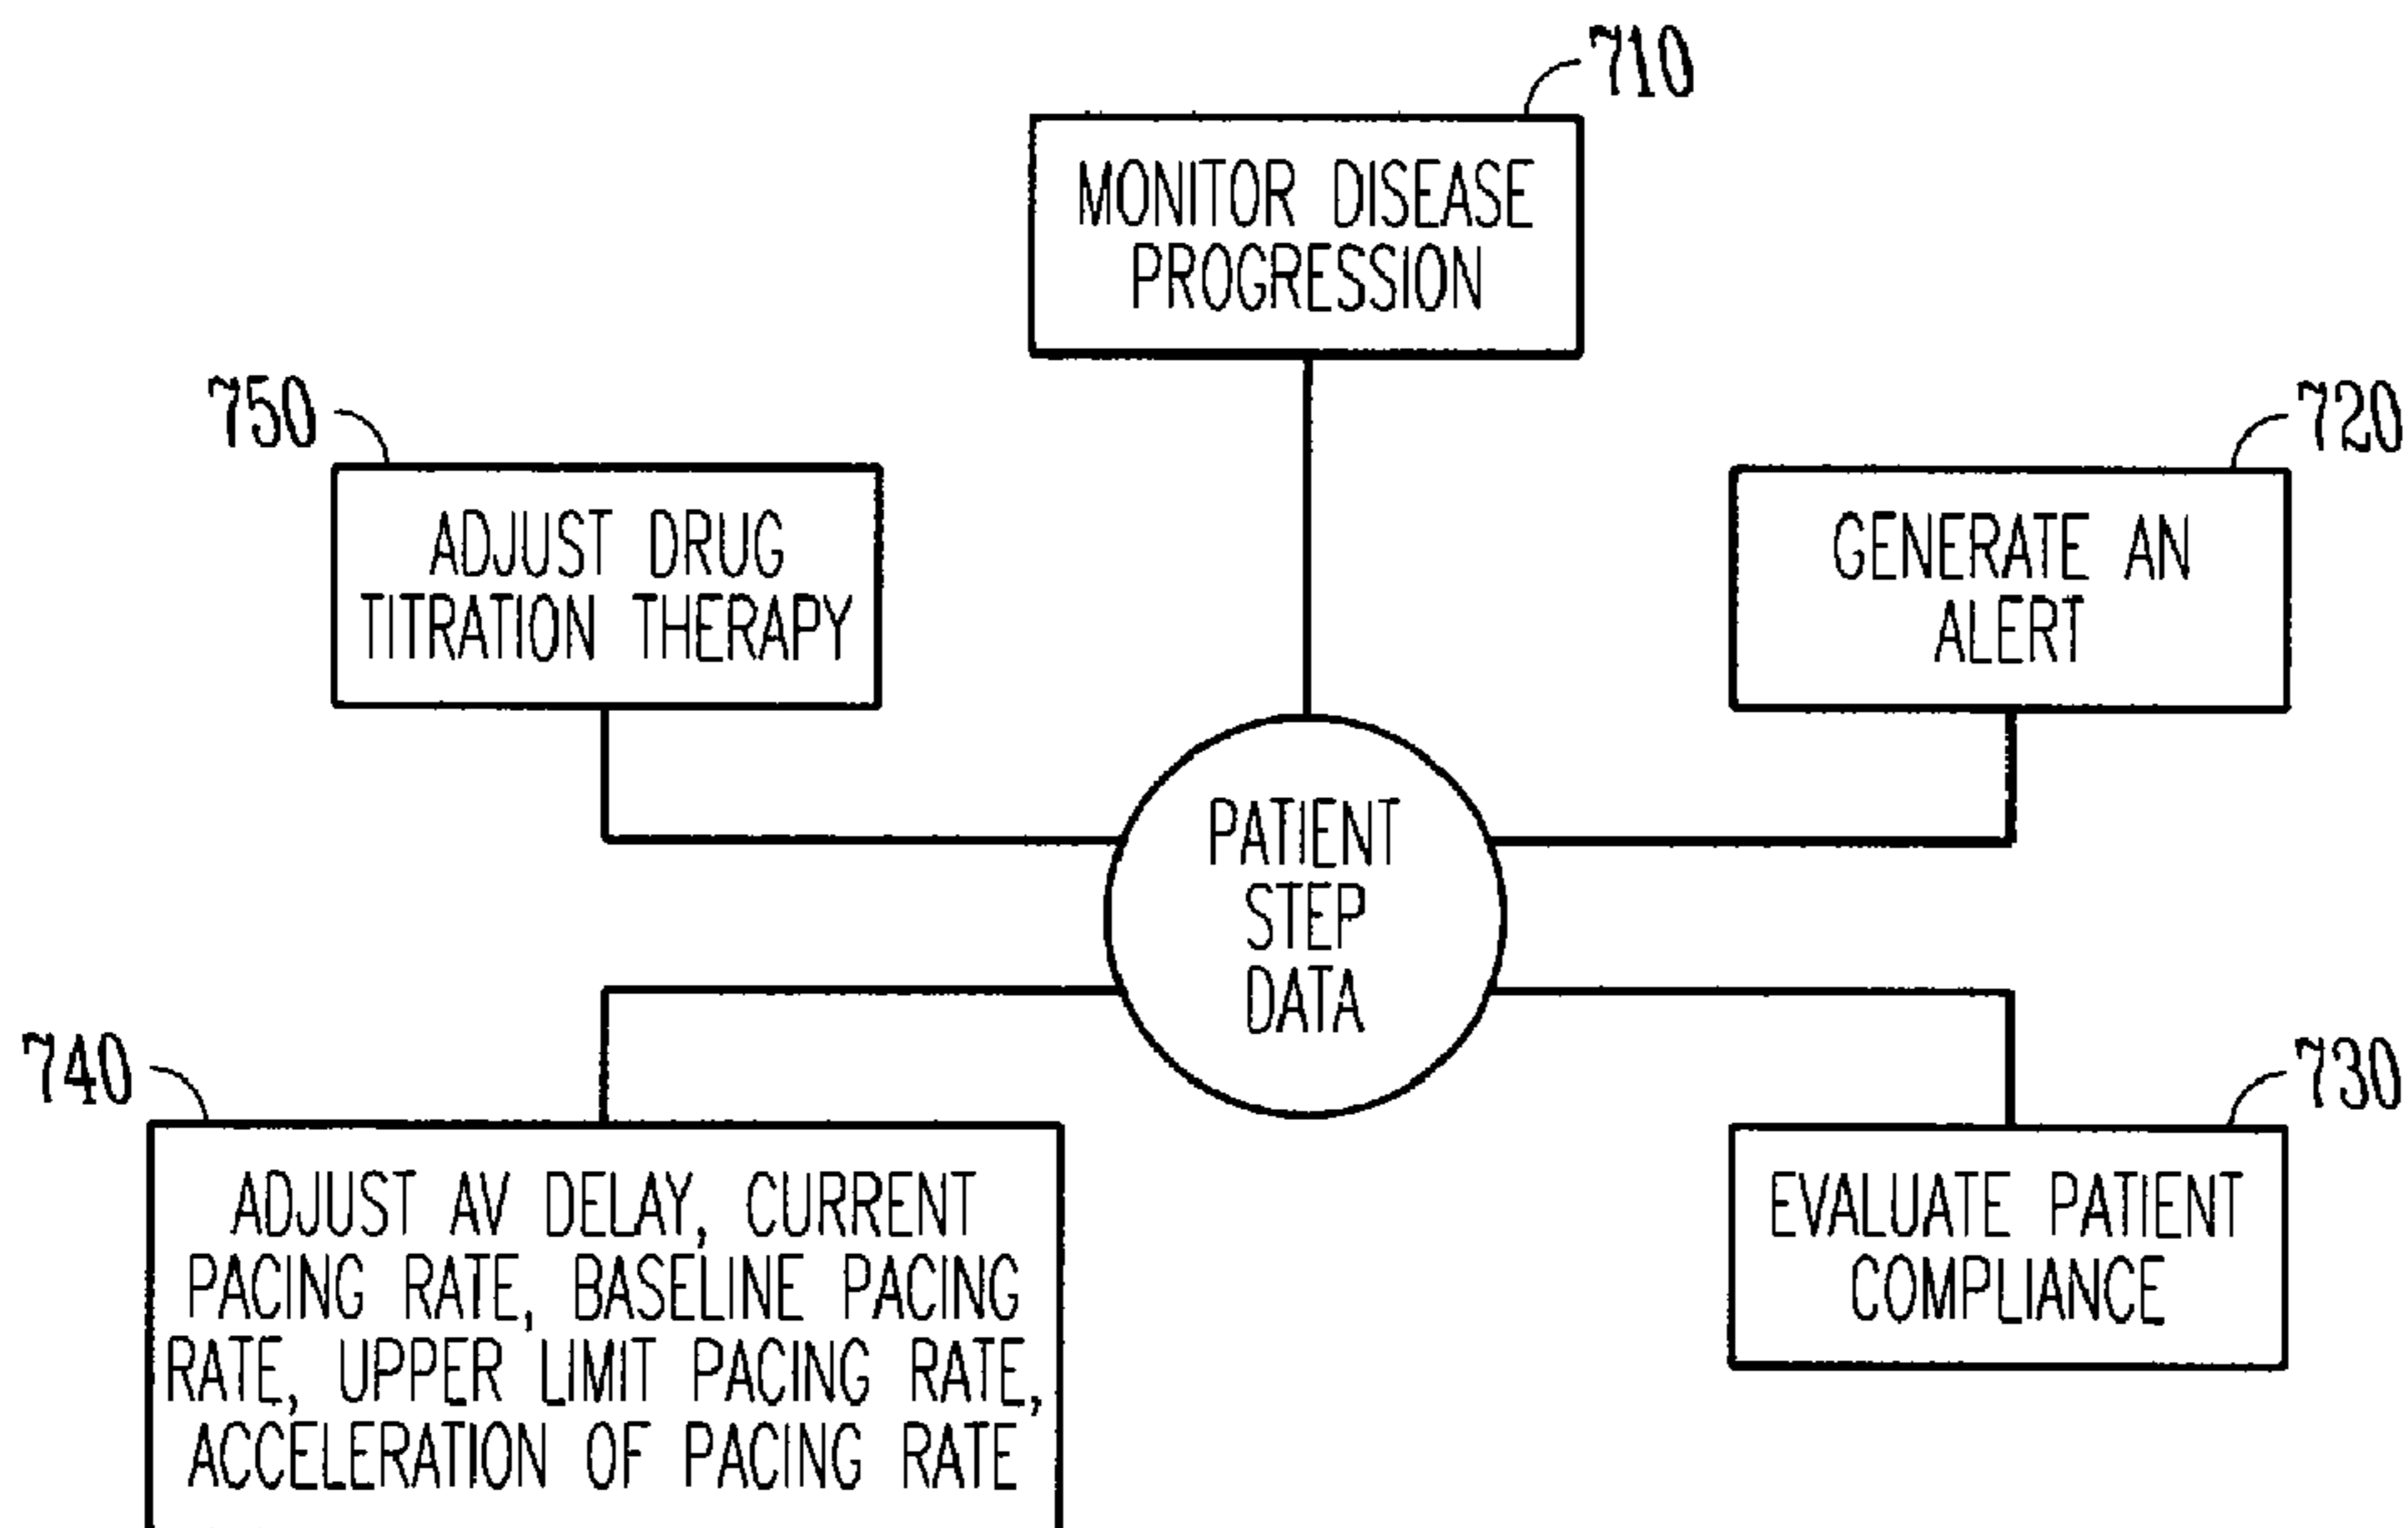 710
MONITOR DISEASE
PROGRESSION
750
ADJUST DRUG
TITRATION THERAPY
720
GENERATE AN
ALERT
PATIENT
STEP
DATA
740
ADJUST AV DELAY, CURRENT
PACING RATE, BASELINE PACING
RATE, UPPER LIMIT PACING RATE,
ACCELERATION OF PACING RATE
730
EVALUATE PATIENT
COMPLIANCE